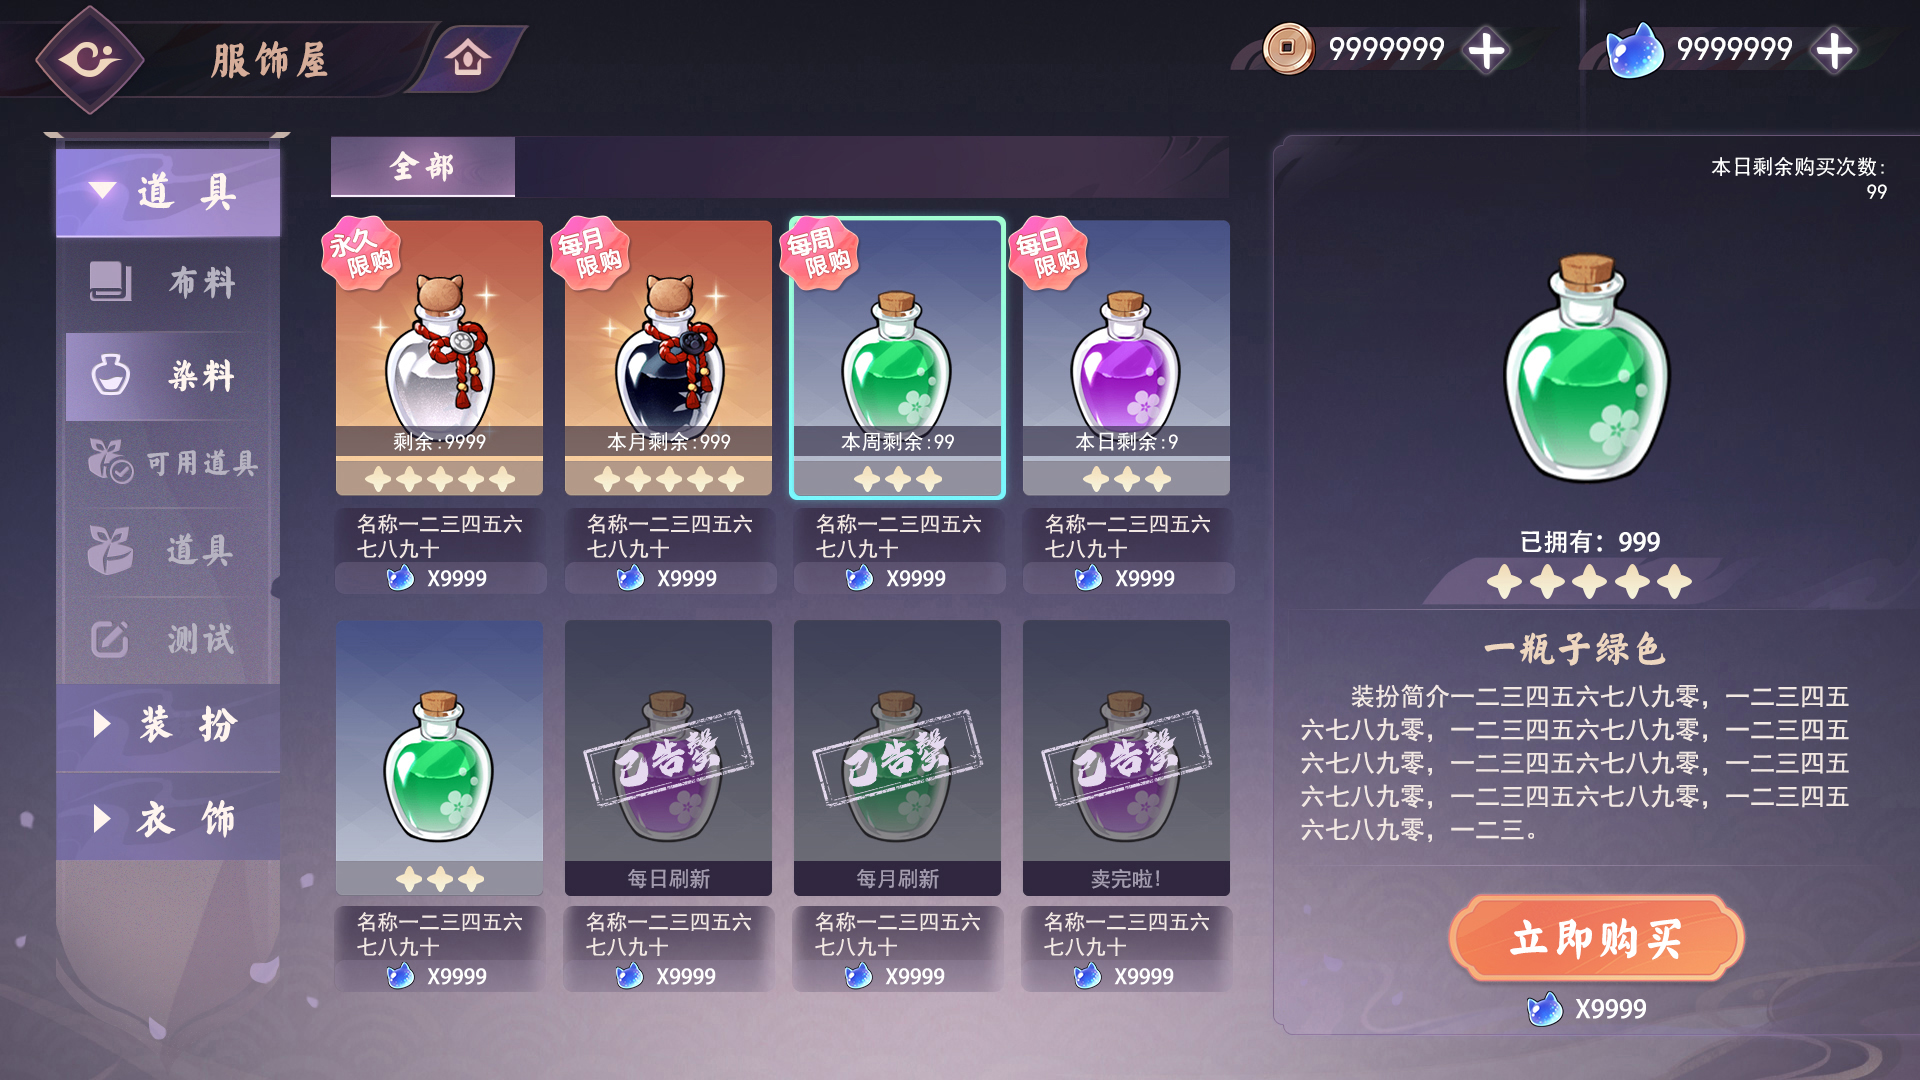 服饰屋
9999999
9999999
道具
布料
染料
可用道具
道具
测试
装扮
衣饰
全部
永久
限购
剩余:9999
名称一二三四五六
七八九十
X9999
每月
限购
本月剩余:999
名称一二三四五六
七八九十
X9999
每周
限购
本周剩余:99
名称一二三四五六
七八九十
X9999
每日
限购
本日剩余:9
名称一二三四五六
七八九十
X9999
名称一二三四五六
七八九十
X9999
已告罄
每日刷新
名称一二三四五六
七八九十
X9999
已告罄
每月刷新
名称一二三四五六
七八九十
X9999
已告罄
卖完啦!
名称一二三四五六
七八九十
X9999
本日剩余购买次数:
99
已拥有：999
一瓶子绿色
装扮简介一二三四五六七八九零，一二三四五
六七八九零，一二三四五六七八九零，一二三四五
六七八九零，一二三四五六七八九零，一二三四五
六七八九零，一二三四五六七八九零，一二三四五
六七八九零，一二三。
立即购买
X9999